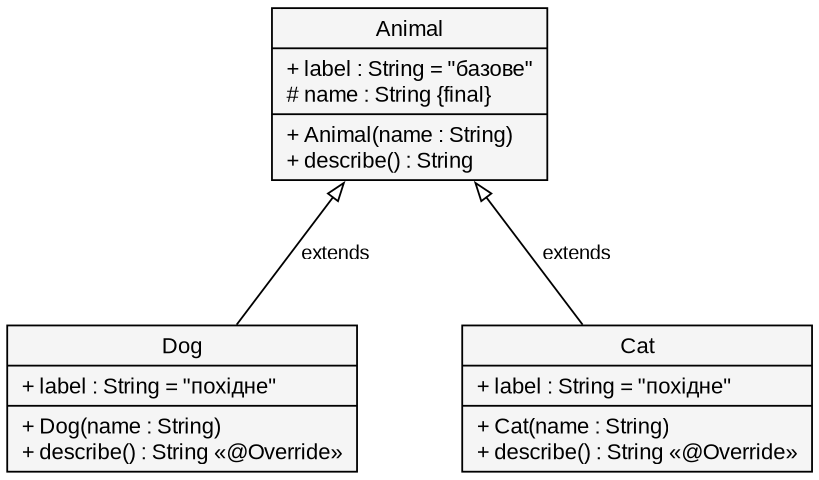 Animal
+ label : String = "базове"
# name : String {final}
+ Animal(name : String)
+ describe() : String
extends
extends
Dog
+ label : String = "похідне"
+ Dog(name : String)
+ describe() : String «@Override»
Cat
+ label : String = "похідне"
+ Cat(name : String)
+ describe() : String «@Override»